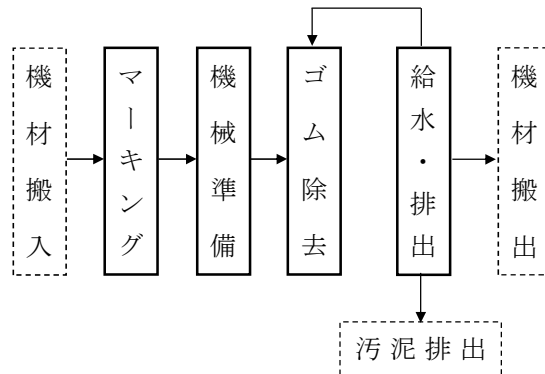 機材搬入
マーキング
機械準備
ゴム除去
給水・排出
機材搬出
汚泥排出